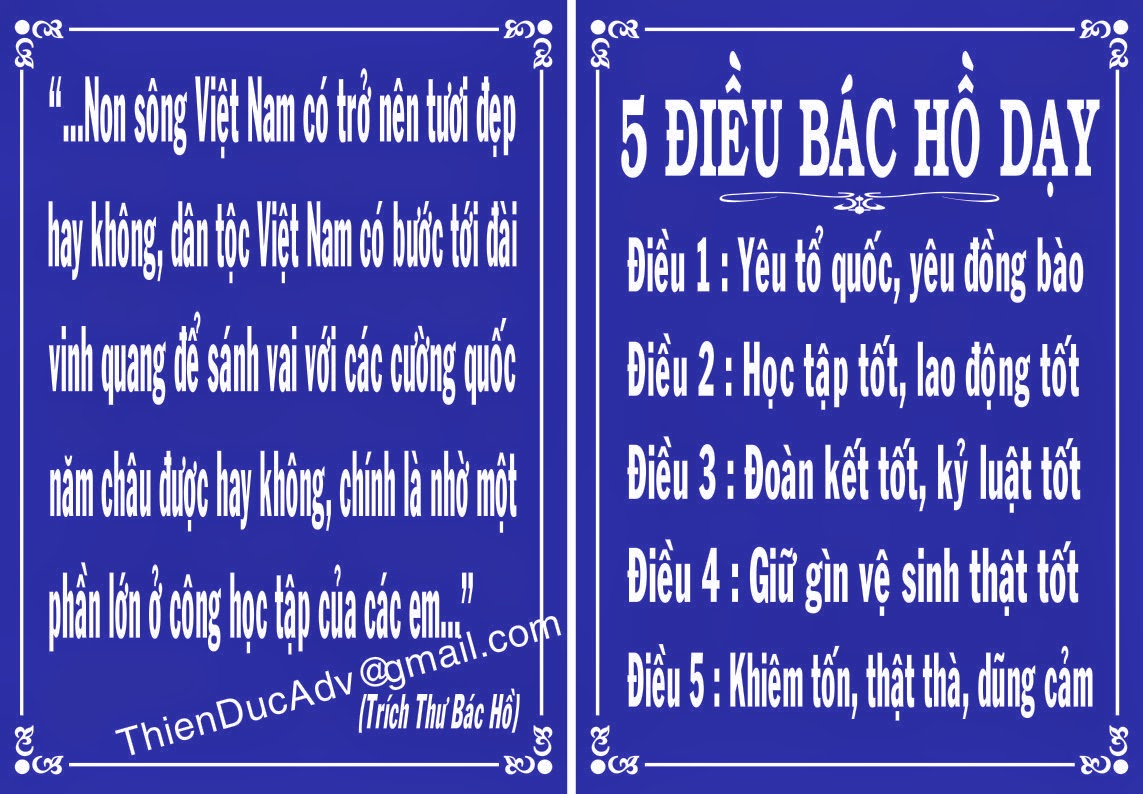 “...Non sông Việt Nam có trở nên tươi đẹp
hay không, dân tộc Việt Nam có bước tới đài
vinh quang để sánh vai với các cường quốc
năm châu được hay không, chính là nhờ một
phần lớn ở công học tập của các em...”
ThienDucAdv@gmail.com
(Trích Thư Bác Hồ)
5 ĐIỀU BÁC HỒ DẠY
Điều 1 : Yêu tổ quốc, yêu đồng bào
Điều 2 : Học tập tốt, lao động tốt
Điều 3 : Đoàn kết tốt, kỷ luật tốt
Điều 4 : Giữ gìn vệ sinh thật tốt
Điều 5 : Khiêm tốn, thật thà, dũng cảm